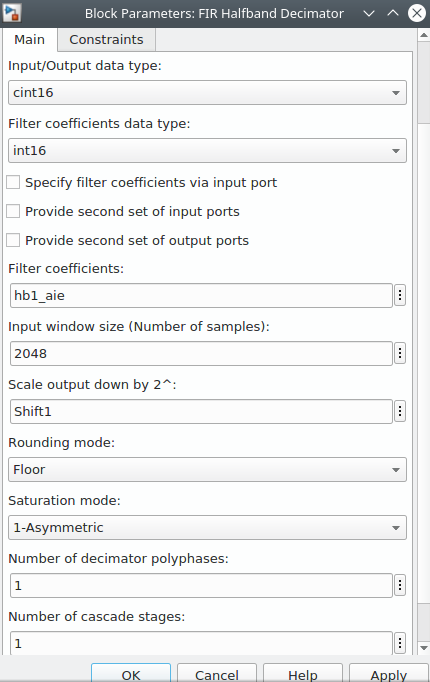 Block Parameters: FIR Halfband Decimator
Main Constraints
Input/Output data type:
cint16
Filter coefficients data type:
int16
Specify filter coefficients via input port
Provide second set of input ports
Provide second set of output ports
Filter coefficients:
hb1_aie
Input window size (Number of samples):
2048
Scale output down by 2^:
Shift1
Rounding mode:
Floor
Saturation mode:
1-Asymmetric
Number of decimator polyphases:
1
Number of cascade stages:
1
OK Cancel Help Apply